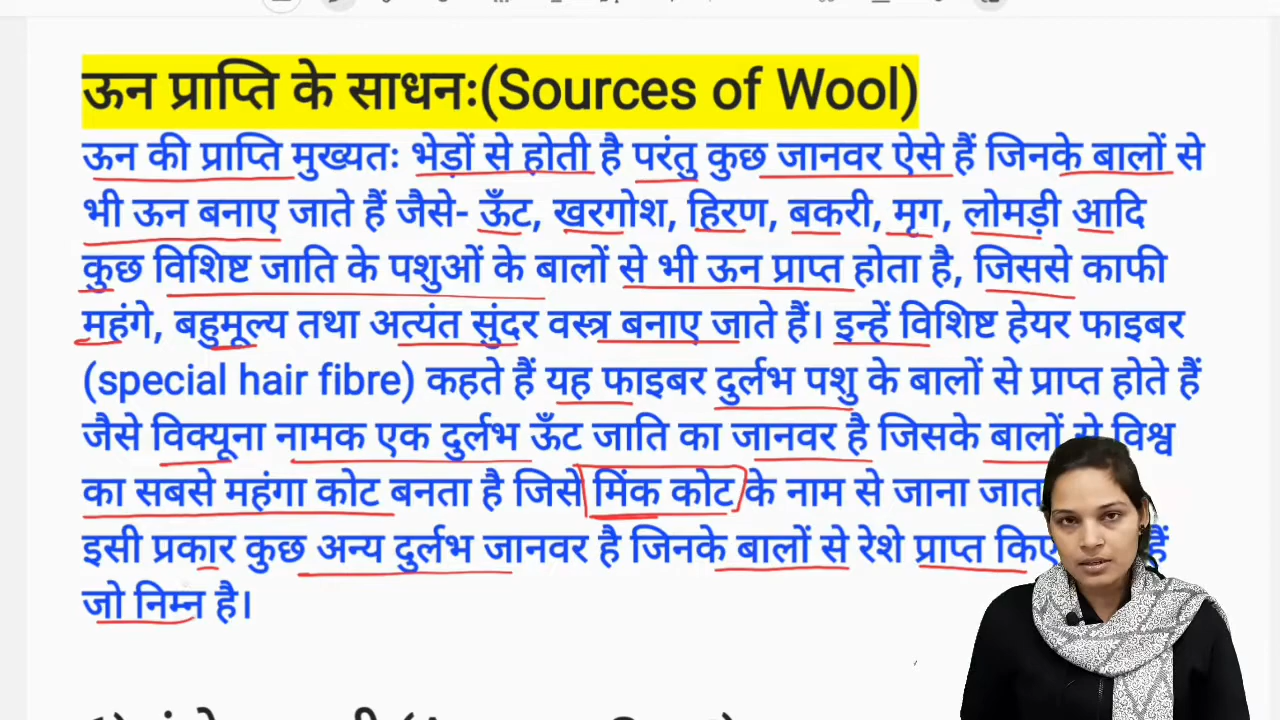 ऊन प्राप्ति के साधनः(Sources of Wool)
ऊन की प्राप्ति मुख्यतः भेड़ों से होती है परंतु कुछ जानवर ऐसे हैं जिनके बालों से
भी ऊन बनाए जाते हैं जैसे- ऊँट, खरगोश, हिरण, बकरी, मृग, लोमड़ी आदि
कुछ विशिष्ट जाति के पशुओं के बालों से भी ऊन प्राप्त होता है, जिससे काफी
महंगे, बहुमूल्य तथा अत्यंत सुंदर वस्त्र बनाए जाते हैं। इन्हें विशिष्ट हेयर फाइबर
(special hair fibre) कहते हैं यह फाइबर दुर्लभ पशु के बालों से प्राप्त होते हैं
जैसे विक्यूना नामक एक दुर्लभ ऊँट जाति का जानवर है जिसके बालों से विश्व
का सबसे महंगा कोट बनता है जिसे मिंक कोट के नाम से जाना
इसी प्रकार कुछ अन्य दुर्लभ जानवर है जिनके बालों से रेशे प्राप्त हैं
जो निम्न है।